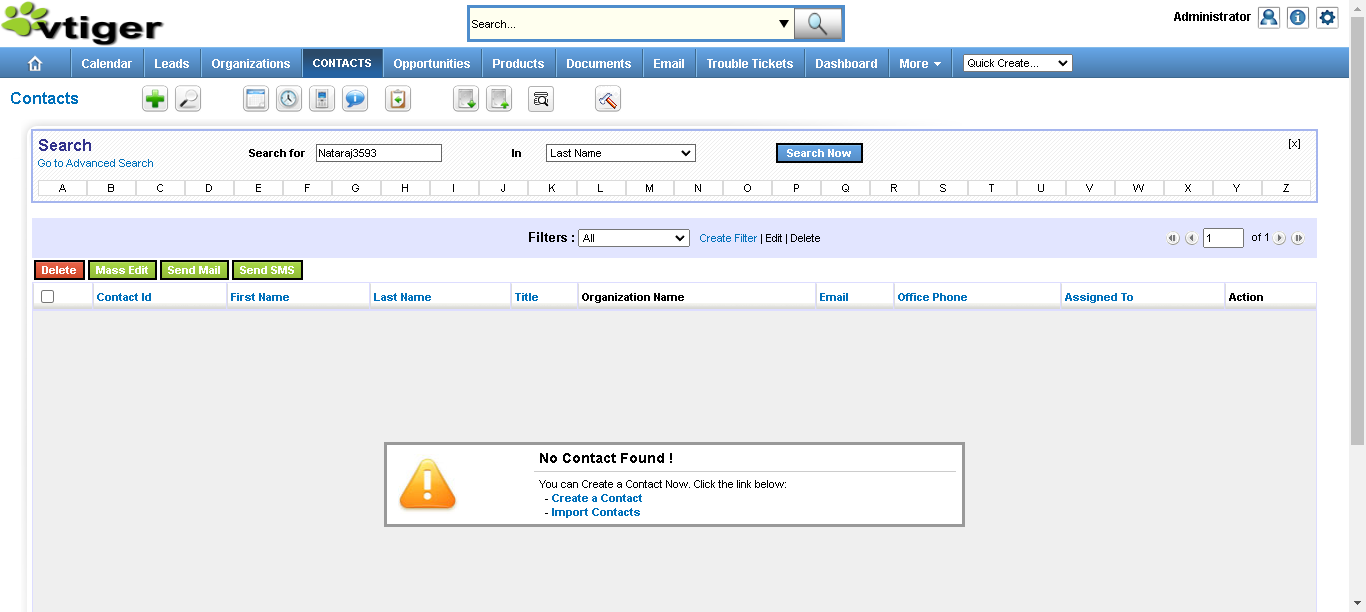 vtiger
Search...
Administrator
Calendar Leads Organizations CONTACTS Opportunities Products Documents Email Trouble Tickets Dashboard More Quick Create...
Contacts
Search
Go to Advanced Search
Search for Nataraj3593 In Last Name Search Now [x]
A B C D E F G H I J K L M N O P Q R S T U V W X Y Z
Filters : All Create Filter | Edit | Delete 1 of 1
Delete Mass Edit Send Mail Send SMS
Contact Id First Name Last Name Title Organization Name Email Office Phone Assigned To Action
No Contact Found !
You can Create a Contact Now. Click the link below:
- Create a Contact
- Import Contacts